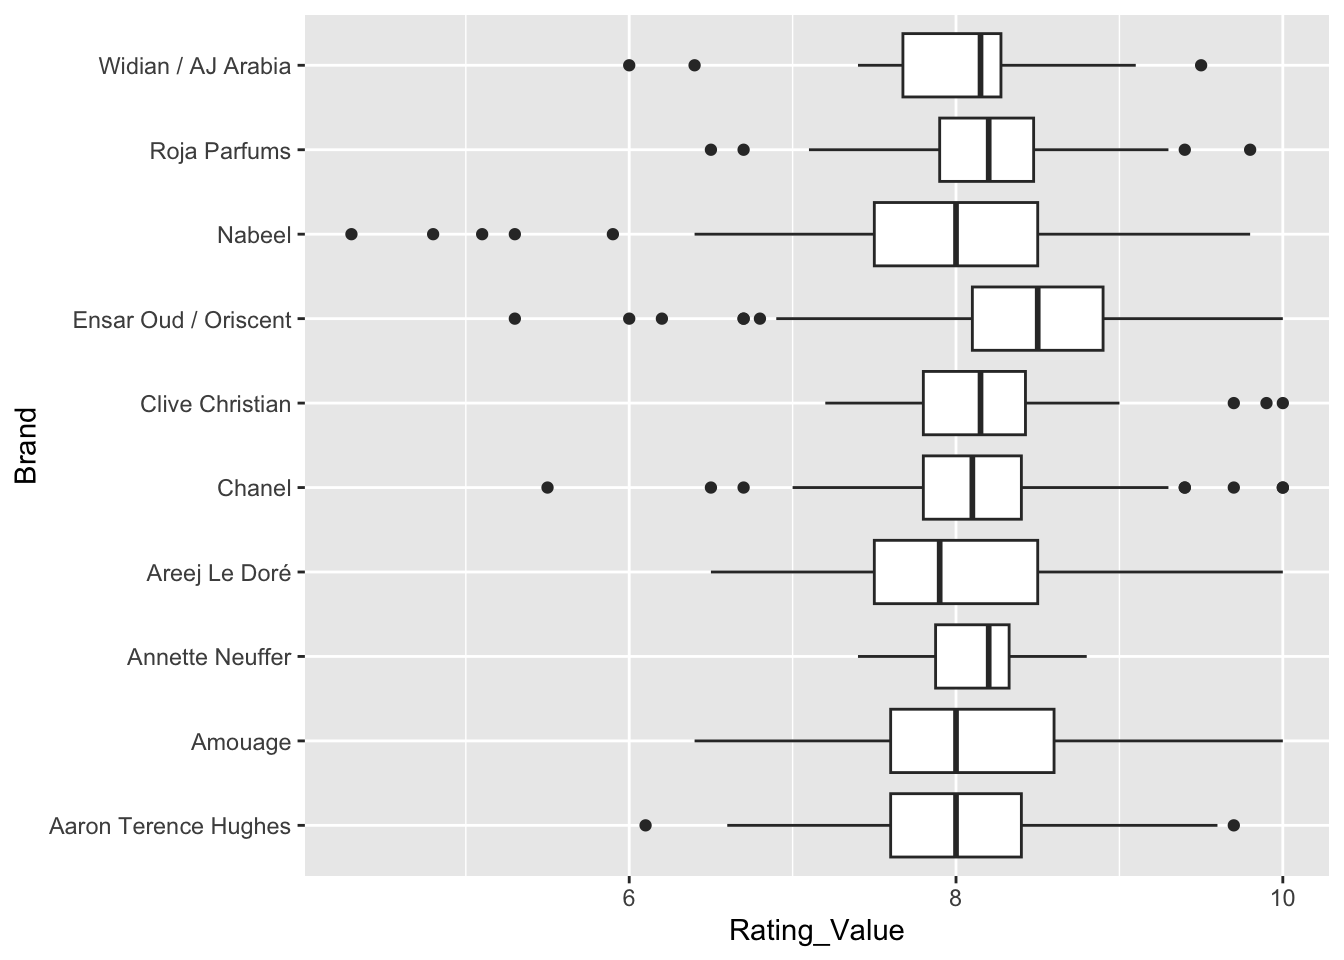 Widian / AJ Arabia
Roja Parfums
Nabeel
Ensar Oud / Oriscent
Clive Christian
Chanel
Areej Le Doré
Annette Neuffer
Amouage
Aaron Terence Hughes
Brand
6 8 10
Rating_Value